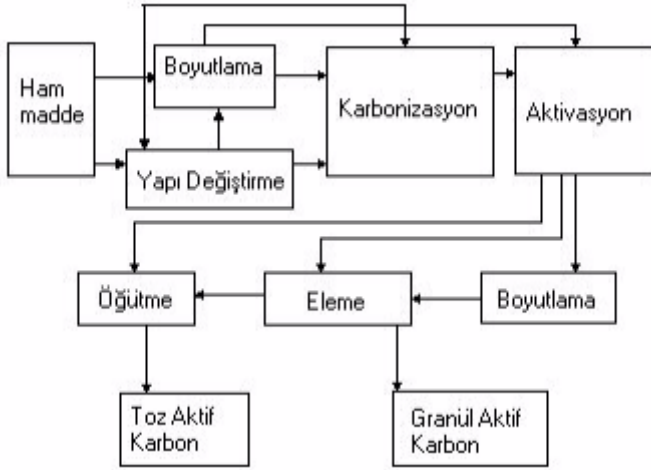 Ham
madde
Boyutlama
Yapı Değiştirme
Karbonizasyon
Aktivasyon
Öğütme
Eleme
Boyutlama
Toz Aktif
Karbon
Granül Aktif
Karbon